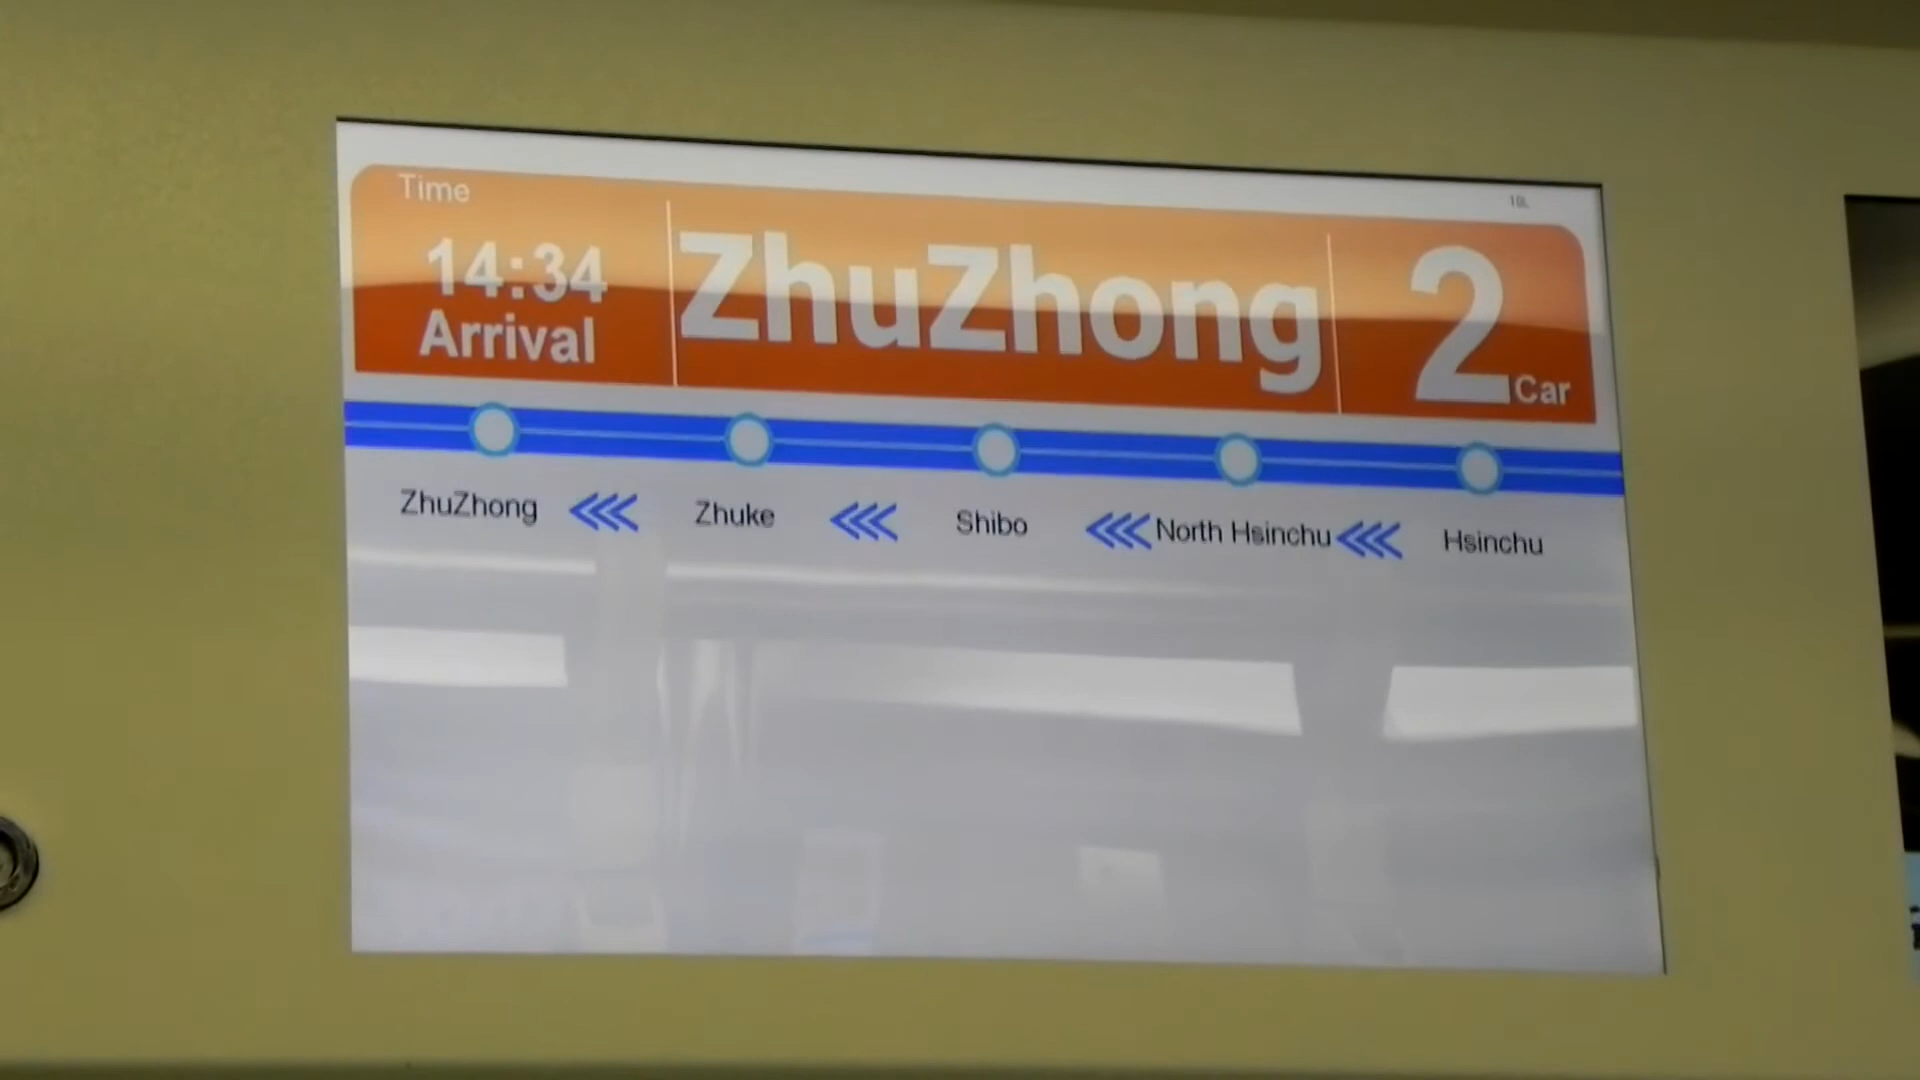 Time
14:34
Arrival
ZhuZhong
2 Car
ZhuZhong Zhuke Shibo North Hsinchu Hsinchu